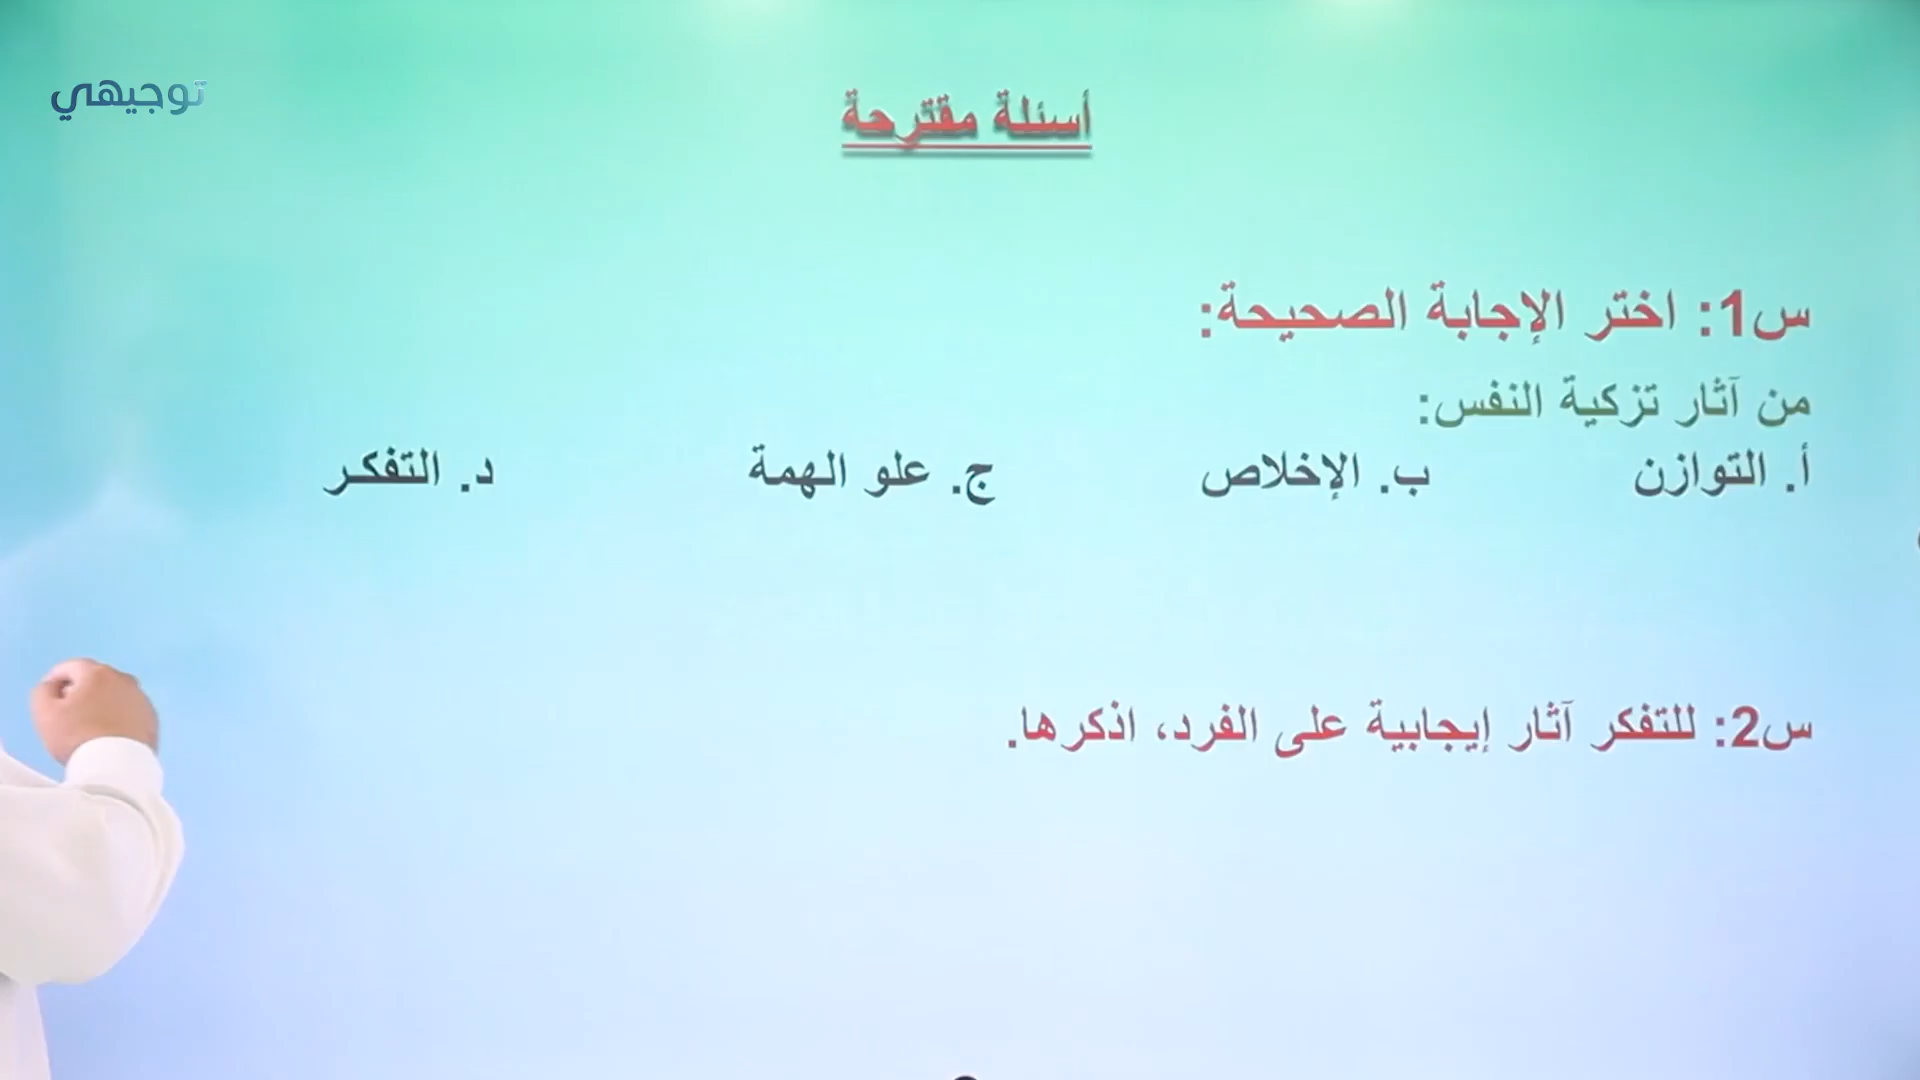 توجيهي
أسئلة مقترحة
س1: اختر الإجابة الصحيحة:
من آثار تزكية النفس:
أ. التوازن ب. الإخلاص ج. علو الهمة د. التفكر
س2: للتفكر آثار إيجابية على الفرد، اذكرها.